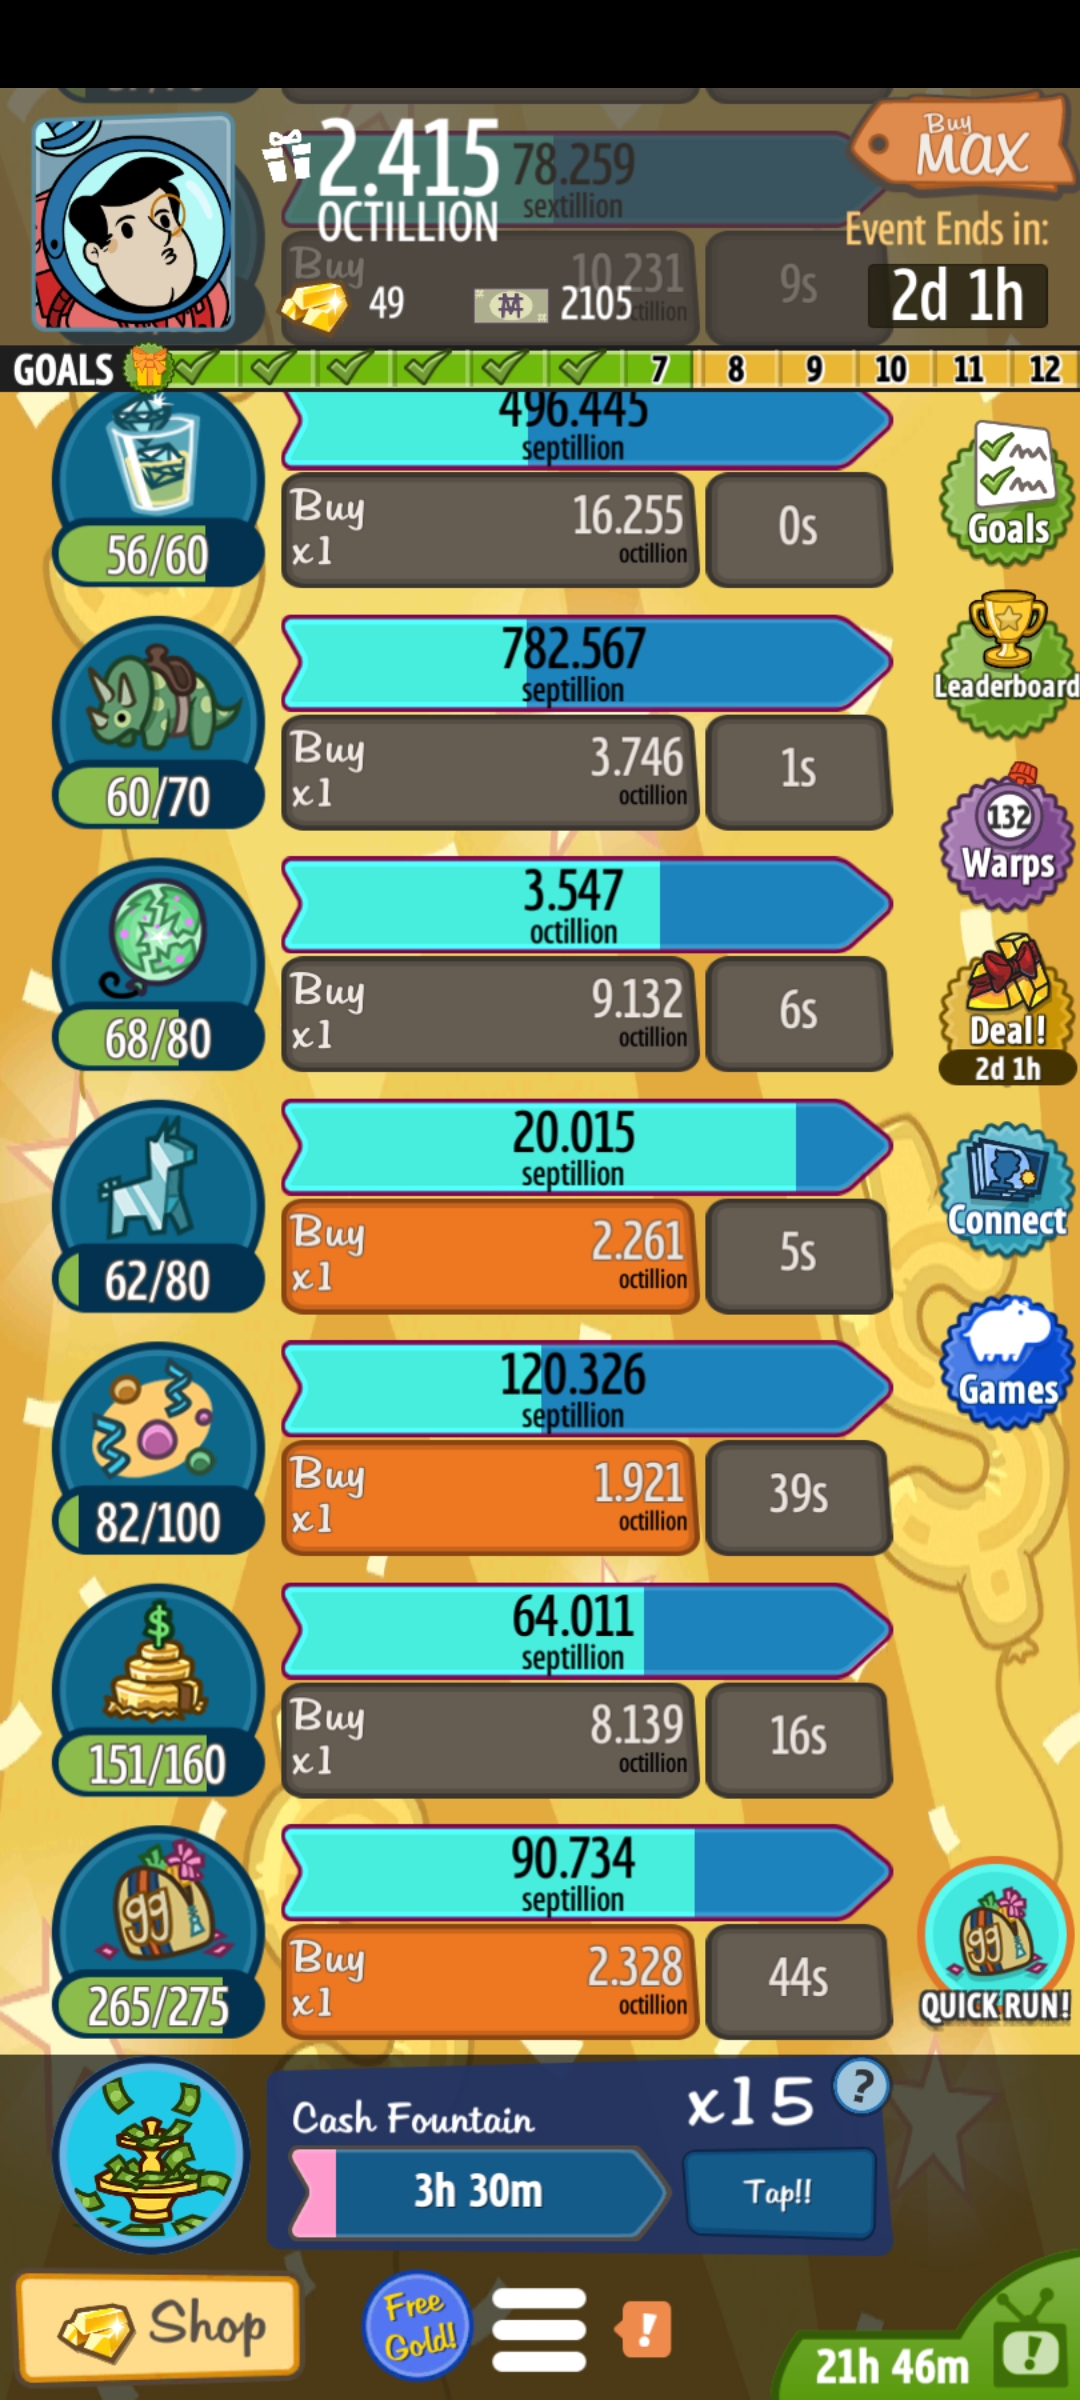 2.415
OCTILLION
78.259
sextillion
Buy
MAX
Event Ends in:
2d 1h
Buy
10.231
9s
49
2105
GOALS
7
8
9
10
11
12
496.445
septillion
56/60
Buy
x1
16.255
octillion
0s
Goals
782.567
septillion
60/70
Buy
x1
3.746
octillion
1s
Leaderboard
3.547
octillion
68/80
Buy
x1
9.132
octillion
6s
132
Warps
Deal!
2d 1h
20.015
septillion
62/80
Buy
x1
2.261
octillion
5s
Connect
120.326
septillion
82/100
Buy
x1
1.921
octillion
39s
Games
$
64.011
septillion
151/160
Buy
x1
8.139
octillion
16s
90.734
septillion
gg
265/275
Buy
x1
2.328
octillion
44s
gg
QUICK RUN!
Cash Fountain
x15
?
3h 30m
Tap!!
Shop
Free
Gold!
!
21h 46m
!